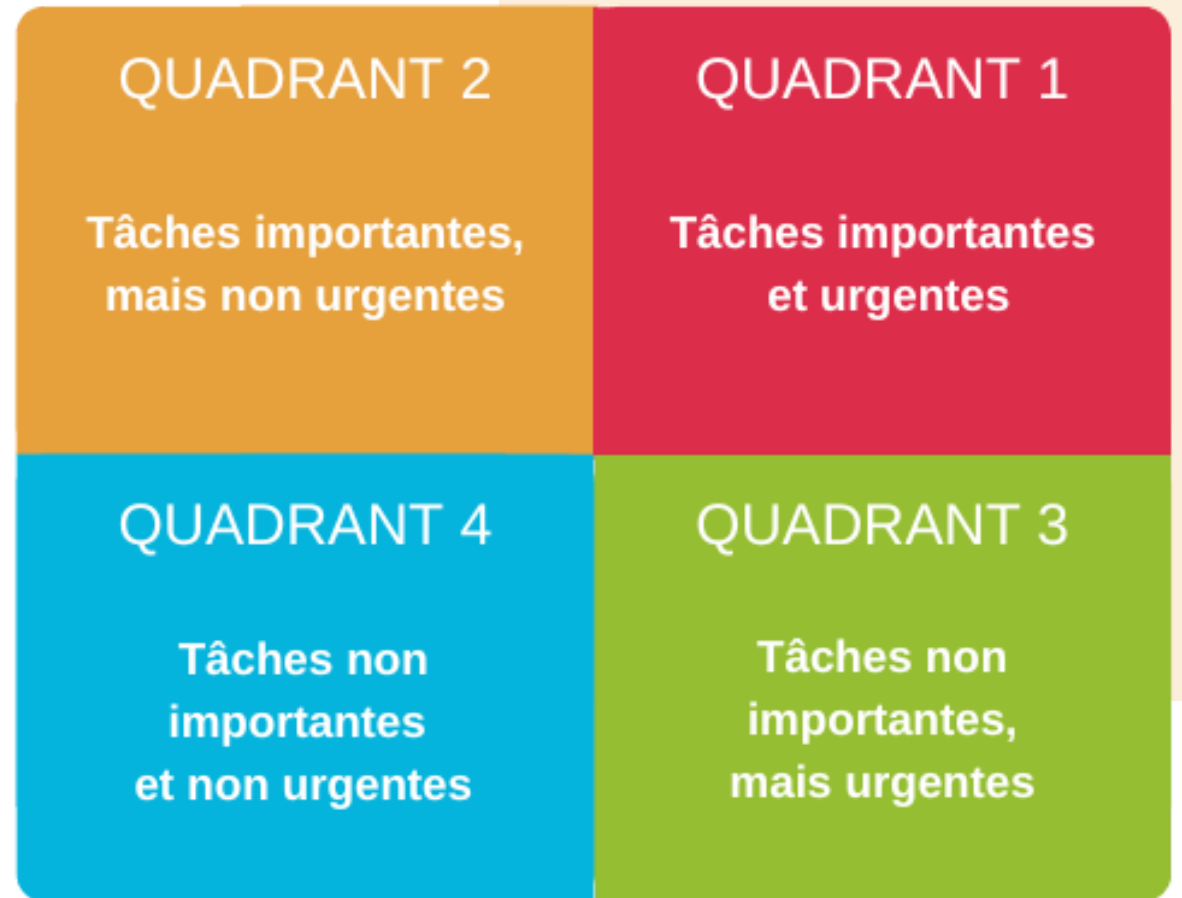 QUADRANT 2
Tâches importantes,
mais non urgentes
QUADRANT 1
Tâches importantes
et urgentes
QUADRANT 4
Tâches non
importantes
et non urgentes
QUADRANT 3
Tâches non
importantes,
mais urgentes